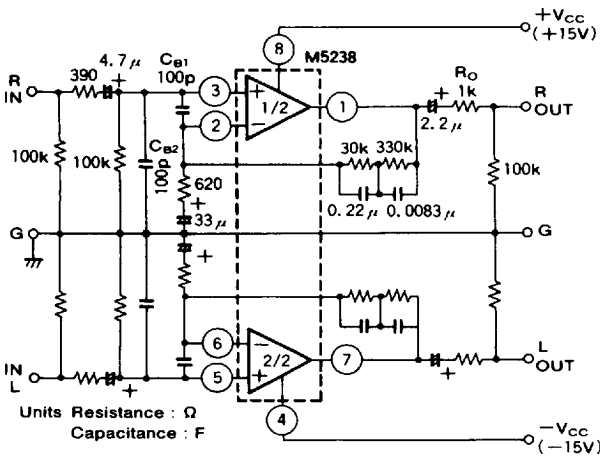 +VCC
(+15V)
8
M5238
CB1
100p
4.7μ
+
390
R
IN
3
+
1/2
1
2
−
+
RO
1k
R
OUT
2.2μ
30k 330k
100k
100k
CB2
100p
620
+
33μ
0.22μ 0.0083μ
100k
G
G
+
6
−
2/2
7
5
+
IN
L
+
+
L
OUT
4
Units Resistance : Ω
Capacitance : F
−VCC
(−15V)